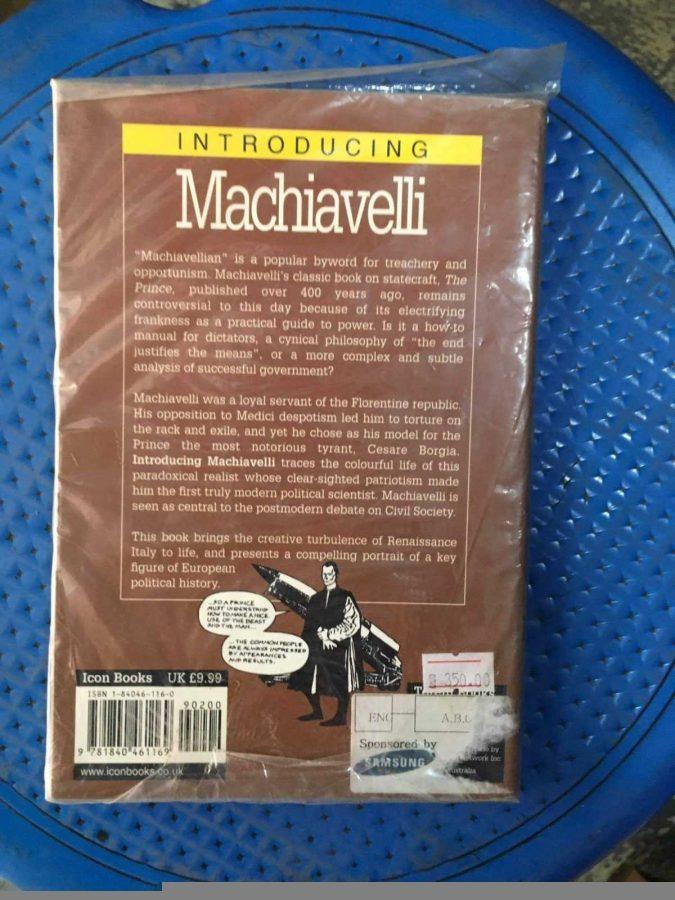 INTRODUCING
Machiavelli
"Machiavellian" is a popular byword for treachery and
opportunism. Machiavelli's classic book on statecraft, The
Prince, published over 400 years ago, remains
controversial to this day because of its electrifying
frankness as a practical guide to power. Is it a how-to
manual for dictators, a cynical philosophy of "the end
justifies the means", or a more complex and subtle
analysis of successful government?
Machiavelli was a loyal servant of the Florentine republic.
His opposition to Medici despotism led him to torture on
the rack and exile, and yet he chose as his model for the
Prince the most notorious tyrant, Cesare Borgia.
Introducing Machiavelli traces the colourful life of this
paradoxical realist whose clear-sighted patriotism made
him the first truly modern political scientist. Machiavelli is
seen as central to the postmodern debate on Civil Society.
This book brings the creative turbulence of Renaissance
Italy to life, and presents a compelling portrait of a key
figure of European
political history.
...SO A PRINCE
MUST UNDERSTAND
HOW TO MAKE A NICE
USE OF THE BEAST
AND THE MAN...
...THE COMMON PEOPLE
ARE ALWAYS IMPRESSED
BY APPEARANCES
AND RESULTS.
Icon Books UK £9.99
ISBN 1-84046-116-0
90200
9 781840 461169
www.iconbooks.co.uk
350.00
Books
ENG A.B.C
Sponsored by
SAMSUNG
by
work Inc
Australia